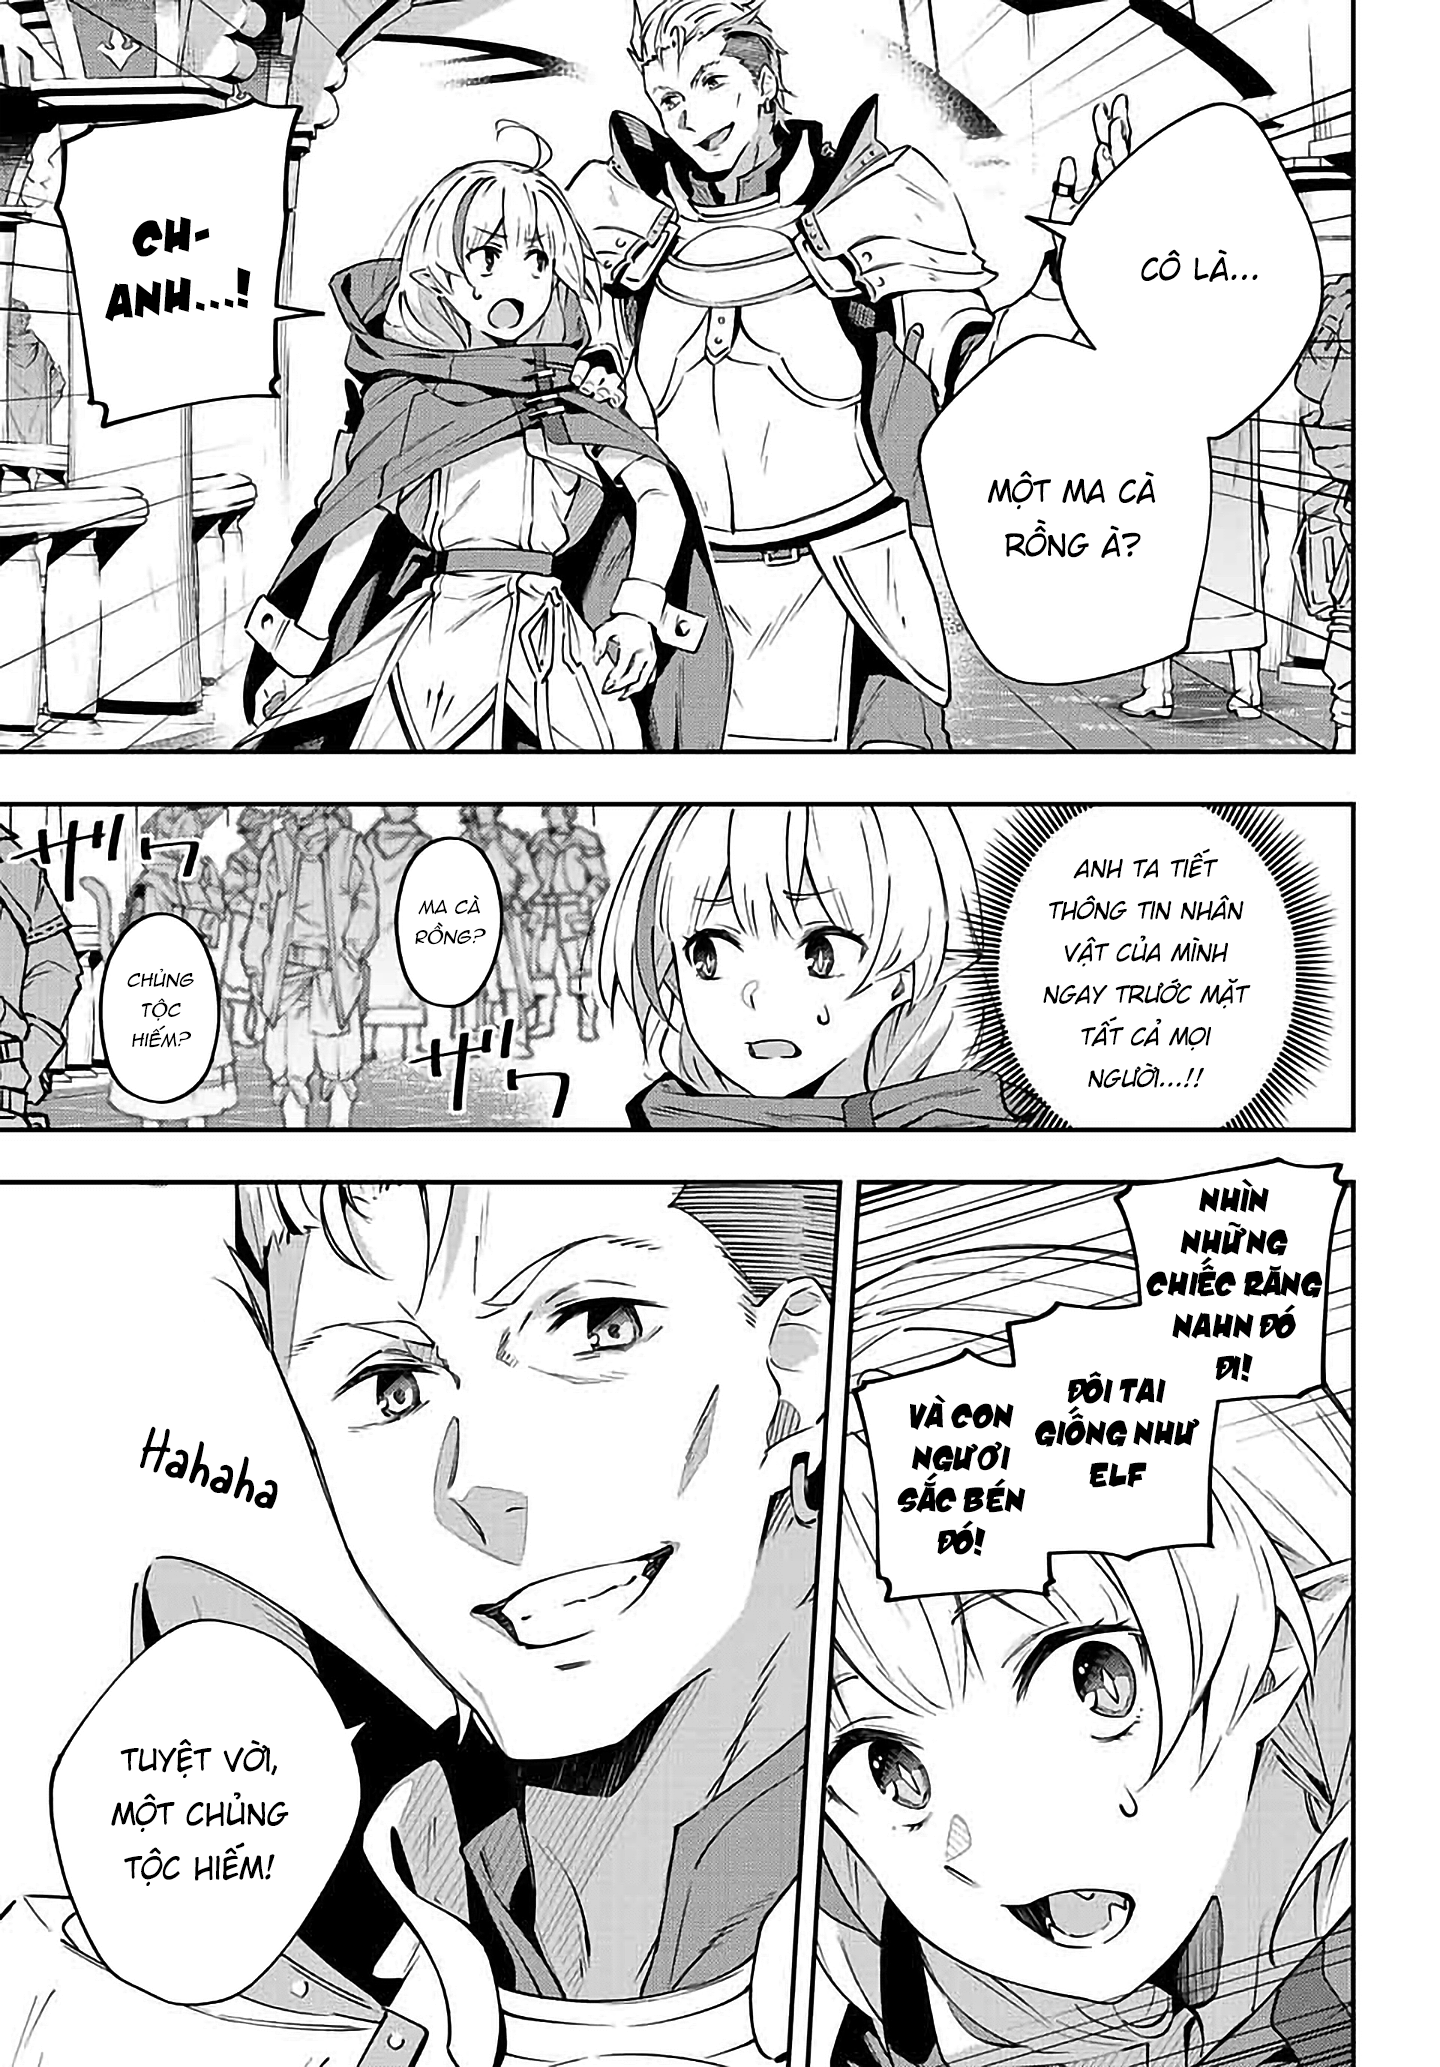 CÔ LÀ...
MỘT MA CÀ
RỒNG À?
CH-
ANH...!
ANH TA TIẾT
THÔNG TIN NHÂN
VẬT CỦA MÌNH
NGAY TRƯỚC MẶT
TẤT CẢ MỌI
NGƯỜI...!!
MA CÀ
RỒNG?
CHỦNG
TỘC
HIẾM?
ザワ
ザワ
NHÌN
NHỮNG
CHIẾC RĂNG
NAHN ĐÓ
ĐI!
ĐÔI TAI
GIỐNG NHƯ
ELF
VÀ CON
NGƯƠI
SẮC BÉN
ĐÓ!
Hahaha
TUYỆT VỜI,
MỘT CHỦNG
TỘC HIẾM!